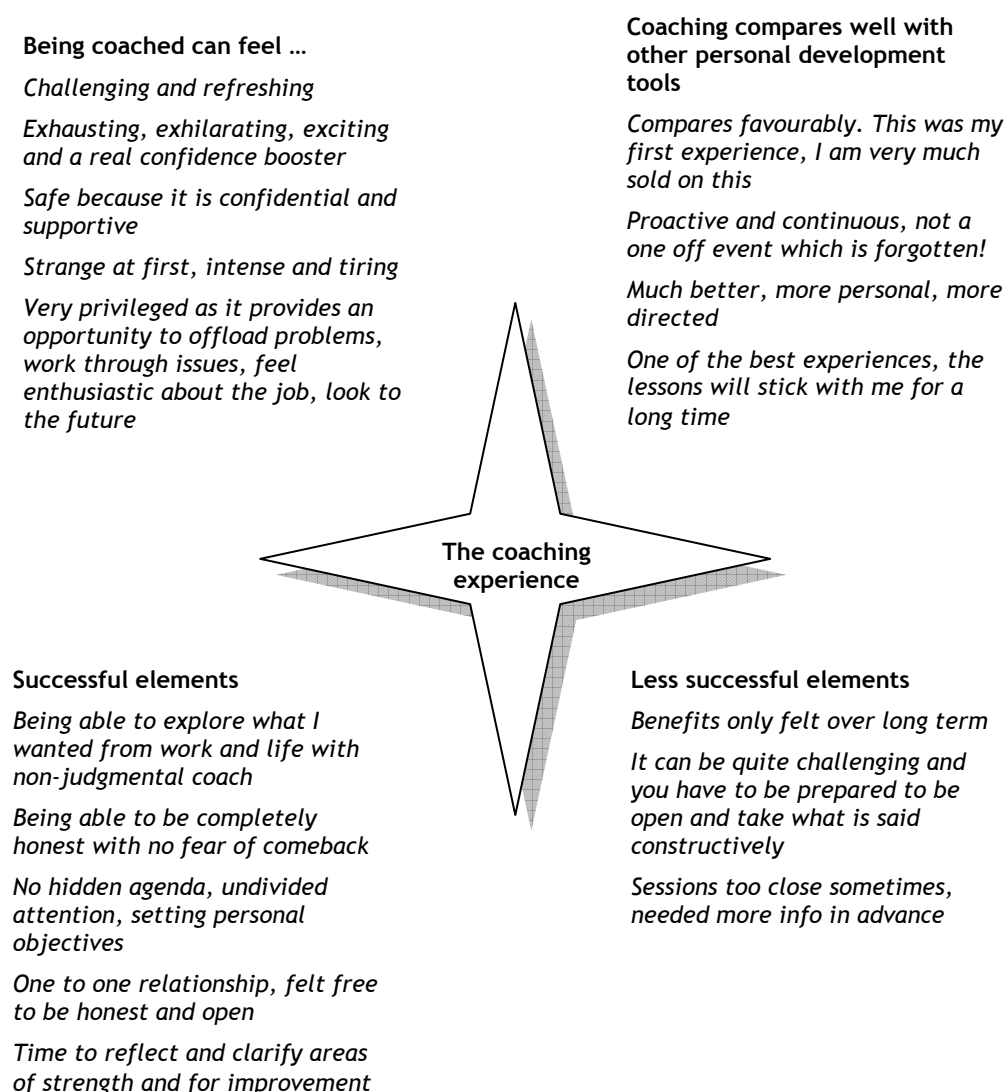 Being coached can feel …
Challenging and refreshing
Exhausting, exhilarating, exciting
and a real confidence booster
Safe because it is confidential and
supportive
Strange at first, intense and tiring
Very privileged as it provides an
opportunity to offload problems,
work through issues, feel
enthusiastic about the job, look to
the future
Coaching compares well with
other personal development
tools
Compares favourably. This was my
first experience, I am very much
sold on this
Proactive and continuous, not a
one off event which is forgotten!
Much better, more personal, more
directed
One of the best experiences, the
lessons will stick with me for a
long time
The coaching
experience
Successful elements
Being able to explore what I
wanted from work and life with
non-judgmental coach
Being able to be completely
honest with no fear of comeback
No hidden agenda, undivided
attention, setting personal
objectives
One to one relationship, felt free
to be honest and open
Time to reflect and clarify areas
of strength and for improvement
Less successful elements
Benefits only felt over long term
It can be quite challenging and
you have to be prepared to be
open and take what is said
constructively
Sessions too close sometimes,
needed more info in advance